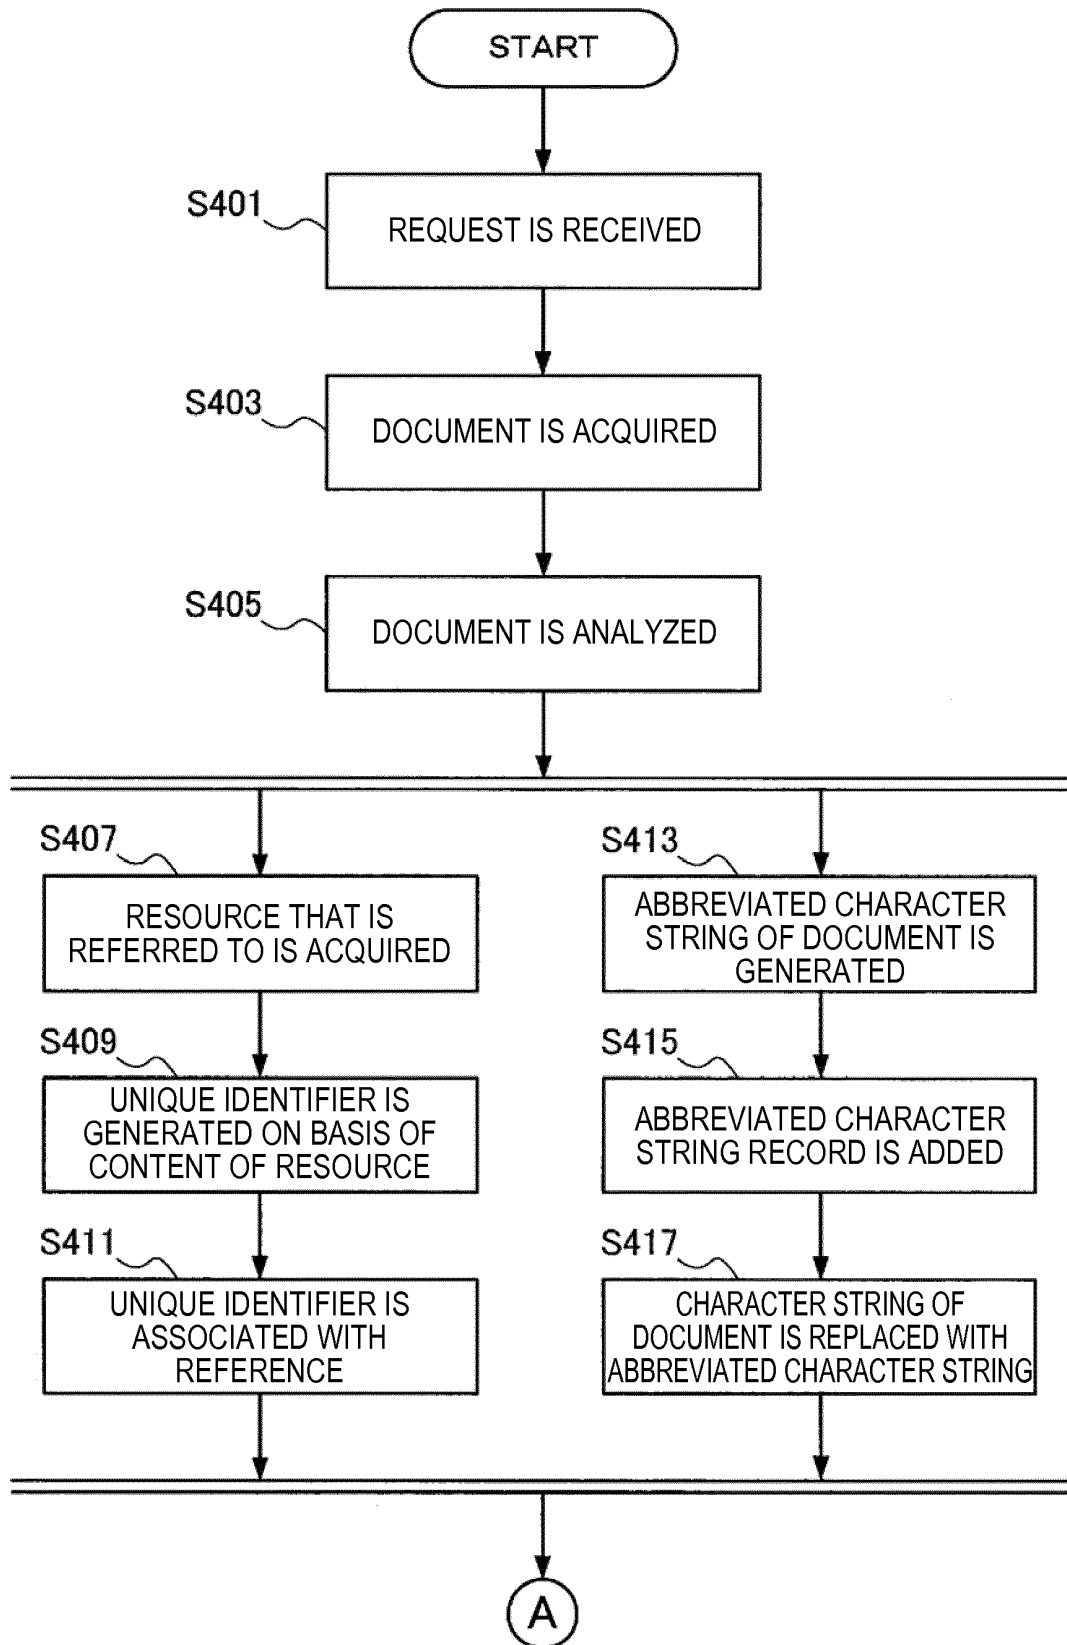 START
S401
REQUEST IS RECEIVED
S403
DOCUMENT IS ACQUIRED
S405
DOCUMENT IS ANALYZED
S407
RESOURCE THAT IS
REFERRED TO IS ACQUIRED
S409
UNIQUE IDENTIFIER IS
GENERATED ON BASIS OF
CONTENT OF RESOURCE
S411
UNIQUE IDENTIFIER IS
ASSOCIATED WITH
REFERENCE
S413
ABBREVIATED CHARACTER
STRING OF DOCUMENT IS
GENERATED
S415
ABBREVIATED CHARACTER
STRING RECORD IS ADDED
S417
CHARACTER STRING OF
DOCUMENT IS REPLACED WITH
ABBREVIATED CHARACTER STRING
A